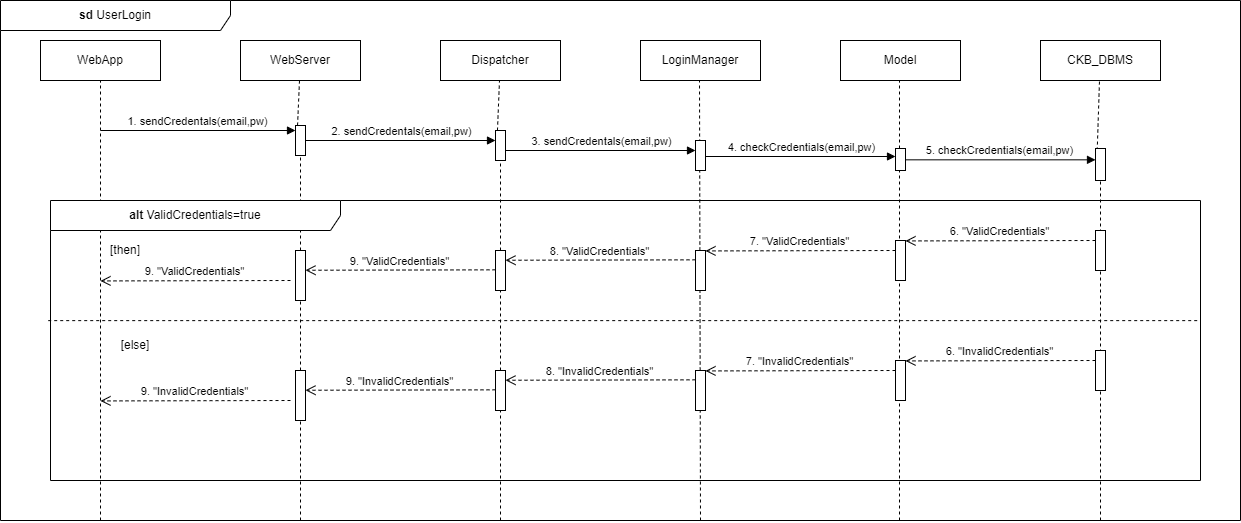 sd UserLogin
WebApp
WebServer
Dispatcher
LoginManager
Model
CKB_DBMS
1. sendCredentals(email,pw)
2. sendCredentals(email,pw)
3. sendCredentals(email,pw)
4. checkCredentials(email,pw)
5. checkCredentials(email,pw)
alt ValidCredentials=true
[then]
6. "ValidCredentials"
7. "ValidCredentials"
8. "ValidCredentials"
9. "ValidCredentials"
9. "ValidCredentials"
[else]
6. "InvalidCredentials"
7. "InvalidCredentials"
8. "InvalidCredentials"
9. "InvalidCredentials"
9. "InvalidCredentials"